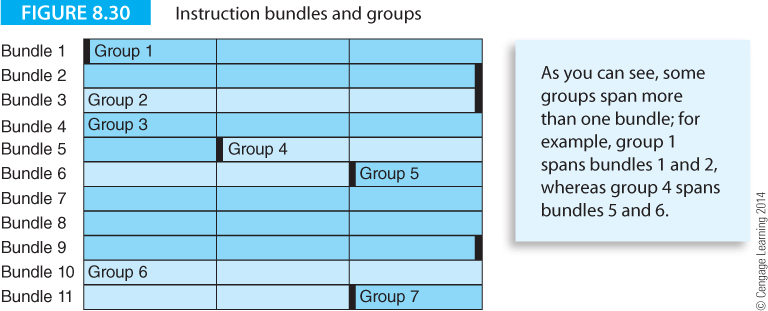 FIGURE 8.30 Instruction bundles and groups
Bundle 1 Group 1
Bundle 2
Bundle 3 Group 2
Bundle 4 Group 3
Bundle 5 Group 4
Bundle 6 Group 5
Bundle 7
Bundle 8
Bundle 9
Bundle 10 Group 6
Bundle 11 Group 7
As you can see, some
groups span more
than one bundle; for
example, group 1
spans bundles 1 and 2,
whereas group 4 spans
bundles 5 and 6.
© Cengage Learning 2014